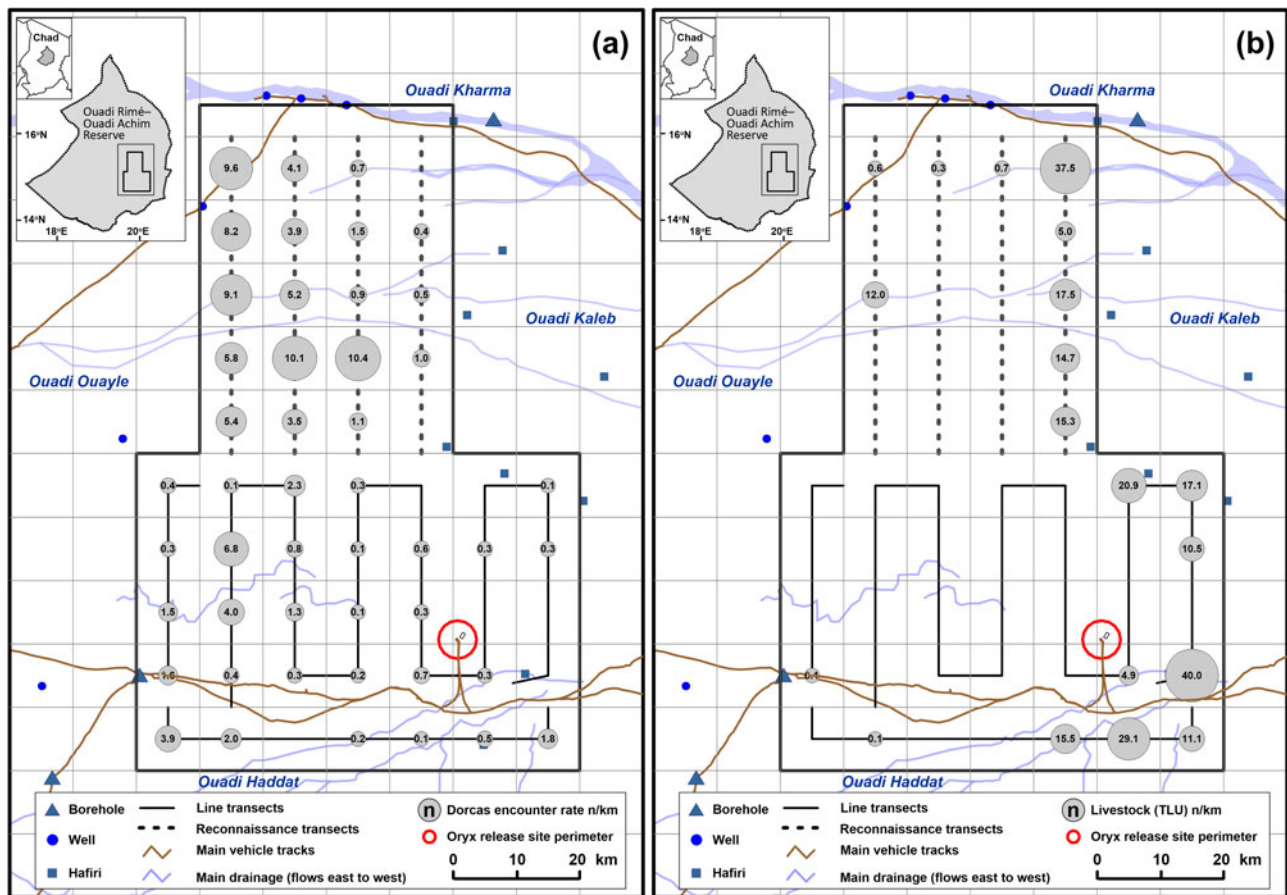 (a)
Chad
Ouadi Rimé–
Ouadi Achim
Reserve
16°N
14°N
18°E
20°E
Ouadi Kharma
Ouadi Kaleb
Ouadi Ouayle
Ouadi Haddat
9.6 4.1 0.7
8.2 3.9 1.5 0.4
9.1 5.2 0.9 0.5
5.8 10.1 10.4 1.0
5.4 3.5 1.1
0.4 0.1 2.3 0.3 0.1
0.3 6.8 0.8 0.1 0.6 0.3 0.3
1.5 4.0 1.3 0.1 0.3
0.4 0.3 0.2 0.7 0.3
3.9 2.0 0.2 0.1 0.5 1.8
Borehole
Well
Hafiri
Line transects
Reconnaissance transects
Main vehicle tracks
Main drainage (flows east to west)
n Dorcas encounter rate n/km
Oryx release site perimeter
0 10 20 km
(b)
Chad
Ouadi Rimé–
Ouadi Achim
Reserve
16°N
14°N
18°E
20°E
Ouadi Kharma
Ouadi Kaleb
Ouadi Ouayle
Ouadi Haddat
0.6 0.3 0.7 37.5
5.0
12.0 17.5
14.7
15.3
20.9 17.1
10.5
4.9 40.0
0.1 15.5 29.1 11.1
Borehole
Well
Hafiri
Line transects
Reconnaissance transects
Main vehicle tracks
Main drainage (flows east to west)
n Livestock (TLU) n/km
Oryx release site perimeter
0 10 20 km